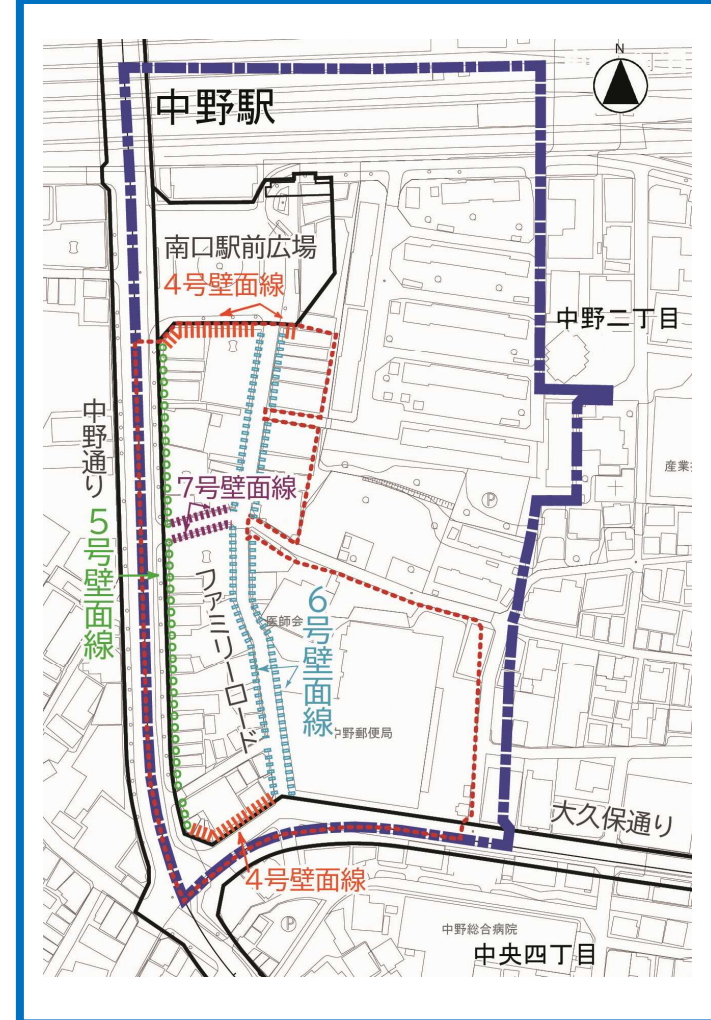 N
中野駅
南口駅前広場
4号壁面線
中野二丁目
中野通り
産業
7号壁面線
P
5号壁面線
ファミリーロード
6号壁面線
医師会
中野郵便局
大久保通り
4号壁面線
P
中野総合病院
中央四丁目